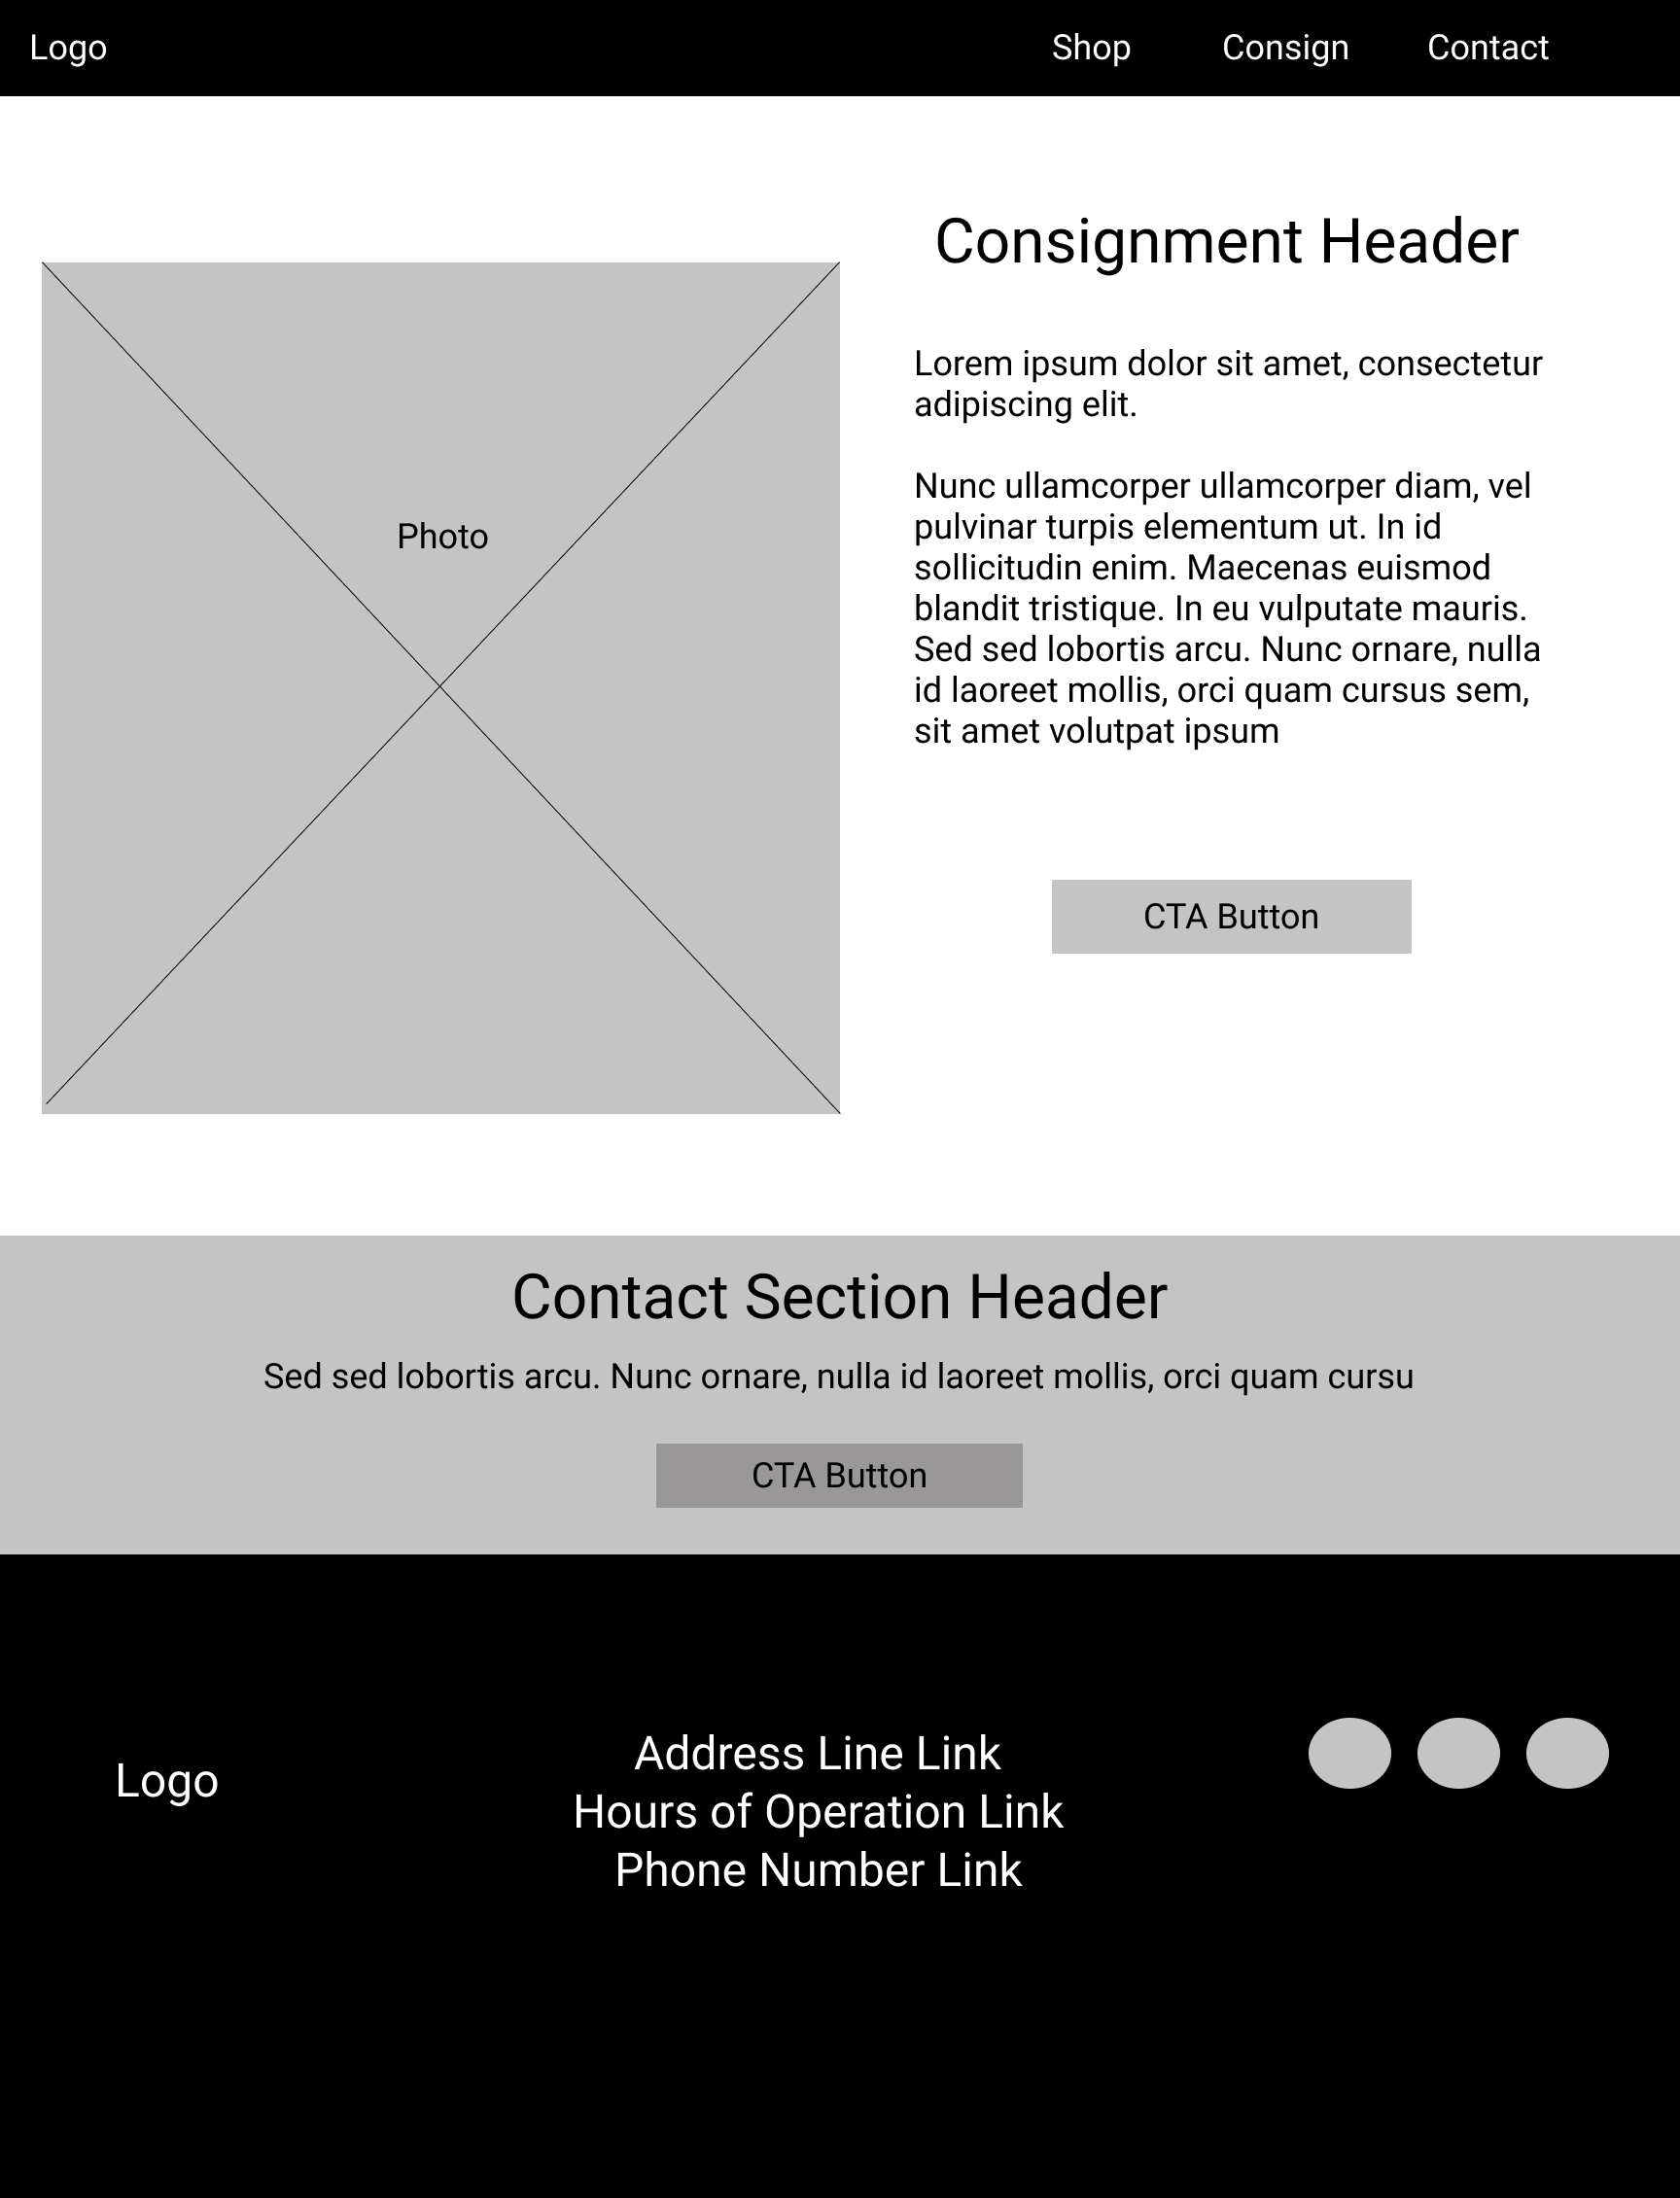 Logo
Shop
Consign
Contact
Consignment Header
Photo
Lorem ipsum dolor sit amet, consectetur
adipiscing elit.
Nunc ullamcorper ullamcorper diam, vel
pulvinar turpis elementum ut. In id
sollicitudin enim. Maecenas euismod
blandit tristique. In eu vulputate mauris.
Sed sed lobortis arcu. Nunc ornare, nulla
id laoreet mollis, orci quam cursus sem,
sit amet volutpat ipsum
CTA Button
Contact Section Header
Sed sed lobortis arcu. Nunc ornare, nulla id laoreet mollis, orci quam cursu
CTA Button
Logo
Address Line Link
Hours of Operation Link
Phone Number Link